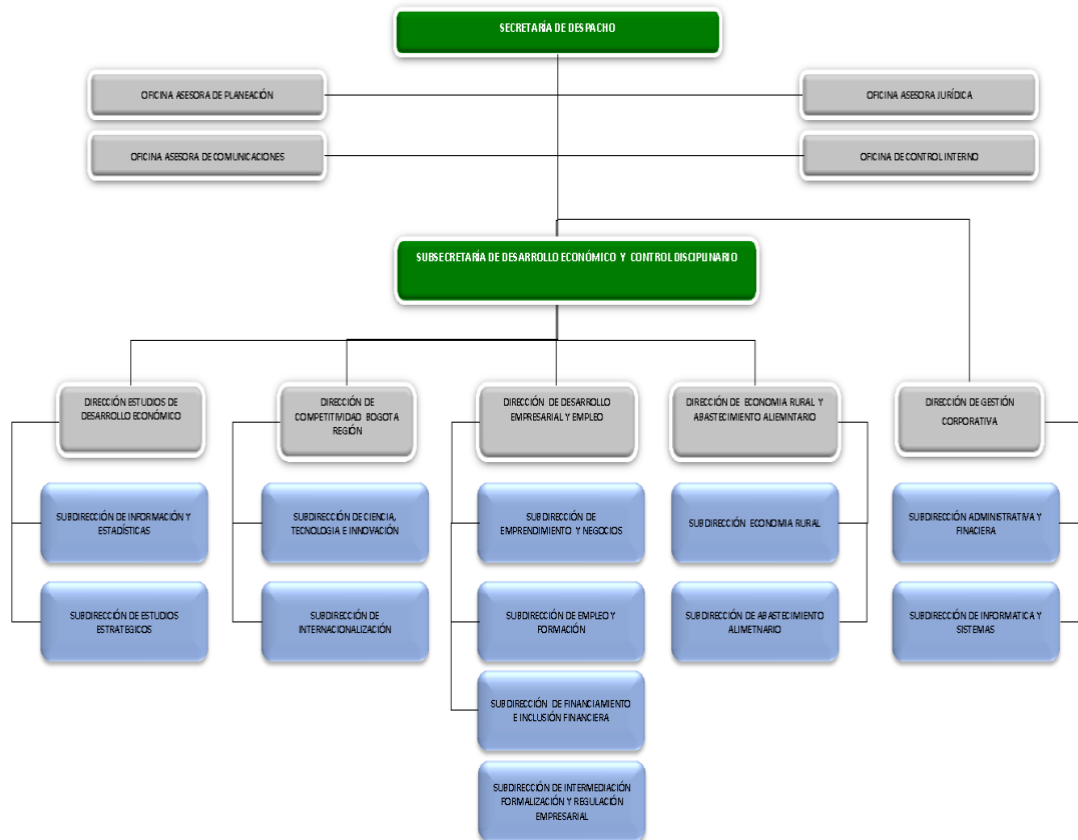 SECRETARÍA DE DESPACHO
OFICINA ASESORA DE PLANEACIÓN
OFICINA ASESORA JURÍDICA
OFICINA ASESORA DE COMUNICACIONES
OFICINA DE CONTROL INTERNO
SUBSECRETARÍA DE DESARROLLO ECONÓMICO Y CONTROL DISCIPLINARIO
DIRECCIÓN ESTUDIOS DE
DESARROLLO ECONÓMICO
DIRECCIÓN DE
COMPETITIVIDAD BOGOTA
REGIÓN
DIRECCIÓN DE DESARROLLO
EMPRESARIAL Y EMPLEO
DIRECCIÓN DE ECONOMIA RURAL Y
ABASTECIMIENTO ALIEMNTARIO
DIRECCIÓN DE GESTIÓN
CORPORATIVA
SUBDIRECCIÓN DE INFORMACIÓN Y
ESTADÍSTICAS
SUBDIRECCIÓN DE CIENCIA,
TECNOLOGIA E INNOVACIÓN
SUBDIRECCIÓN DE
EMPRENDIMIENTO Y NEGOCIOS
SUBDIRECCIÓN ECONOMIA RURAL
SUBDIRECCIÓN ADMINISTRATIVA Y
FINACIERA
SUBDIRECCIÓN DE ESTUDIOS
ESTRATEGICOS
SUBDIRECCIÓN DE
INTERNACIONALIZACIÓN
SUBDIRECCIÓN DE EMPLEO Y
FORMACIÓN
SUBDIRECCIÓN DE ABASTECIMIENTO
ALIMETNARIO
SUBDIRECCIÓN DE INFORMATICA Y
SISTEMAS
SUBDIRECCIÓN DE FINANCIAMIENTO
E INCLUSIÓN FINANCIERA
SUBDIRECCIÓN DE INTERMEDIACIÓN
FORMALIZACIÓN Y REGULACIÓN
EMPRESARIAL